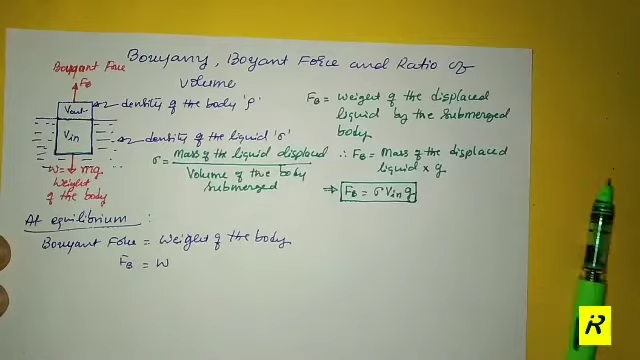 Bouyany, Boyant Force and Ratio of
Volume
Bouyant Force
FB
Vout
density of the body 'ρ'
Vin
density of the liquid 'σ'
W = mg
Weight
of the body
σ = Mass of the liquid displaced
Volume of the body
submerged
FB = weight of the displaced
liquid by the submerged
body
∴ FB = Mass of the displaced
liquid × g
⇒ FB = σ Vin g
At equilibrium :
Bouyant Force = Weight of the body
FB = W
R